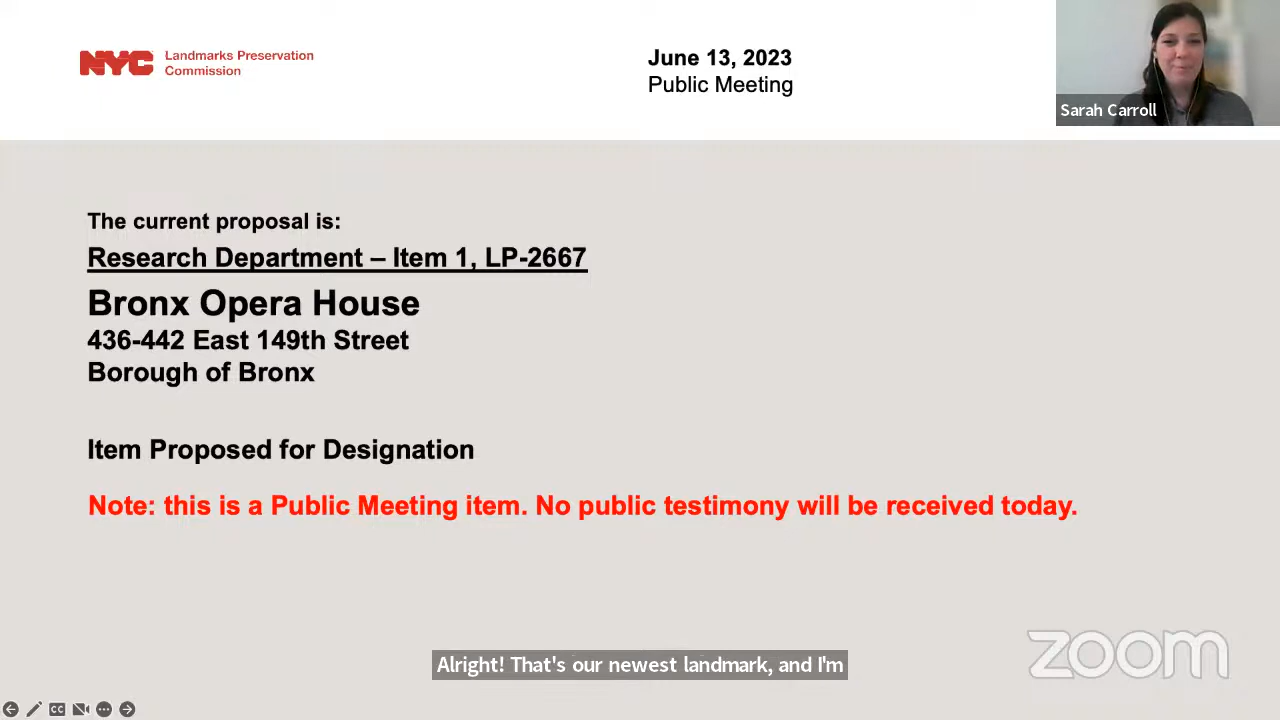 NYC Landmarks Preservation
Commission
June 13, 2023
Public Meeting
Sarah Carroll
The current proposal is:
Research Department – Item 1, LP-2667
Bronx Opera House
436-442 East 149th Street
Borough of Bronx
Item Proposed for Designation
Note: this is a Public Meeting item. No public testimony will be received today.
Alright! That's our newest landmark, and I'm
zoom
CC